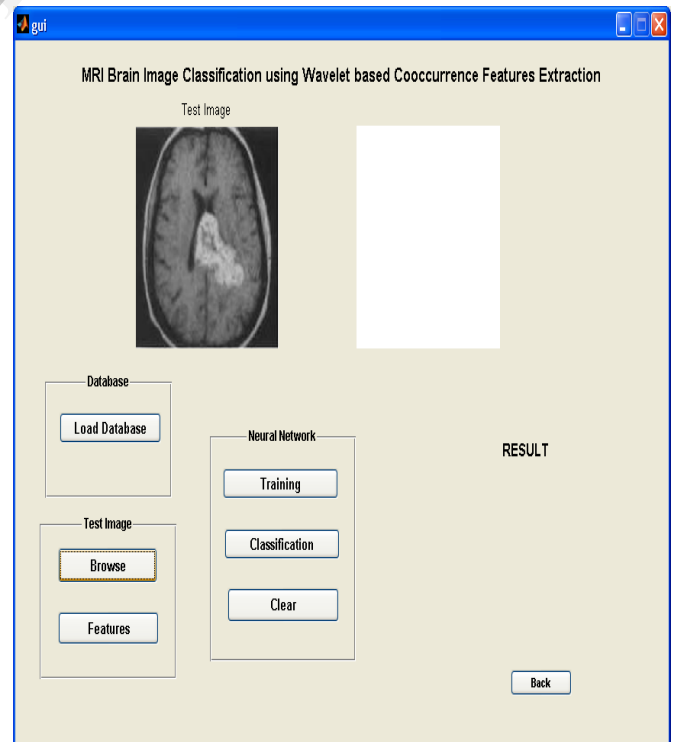 gui
MRI Brain Image Classification using Wavelet based Cooccurrence Features Extraction
Test Image
Database
Load Database
Test Image
Browse
Features
Neural Network
Training
Classification
Clear
RESULT
Back